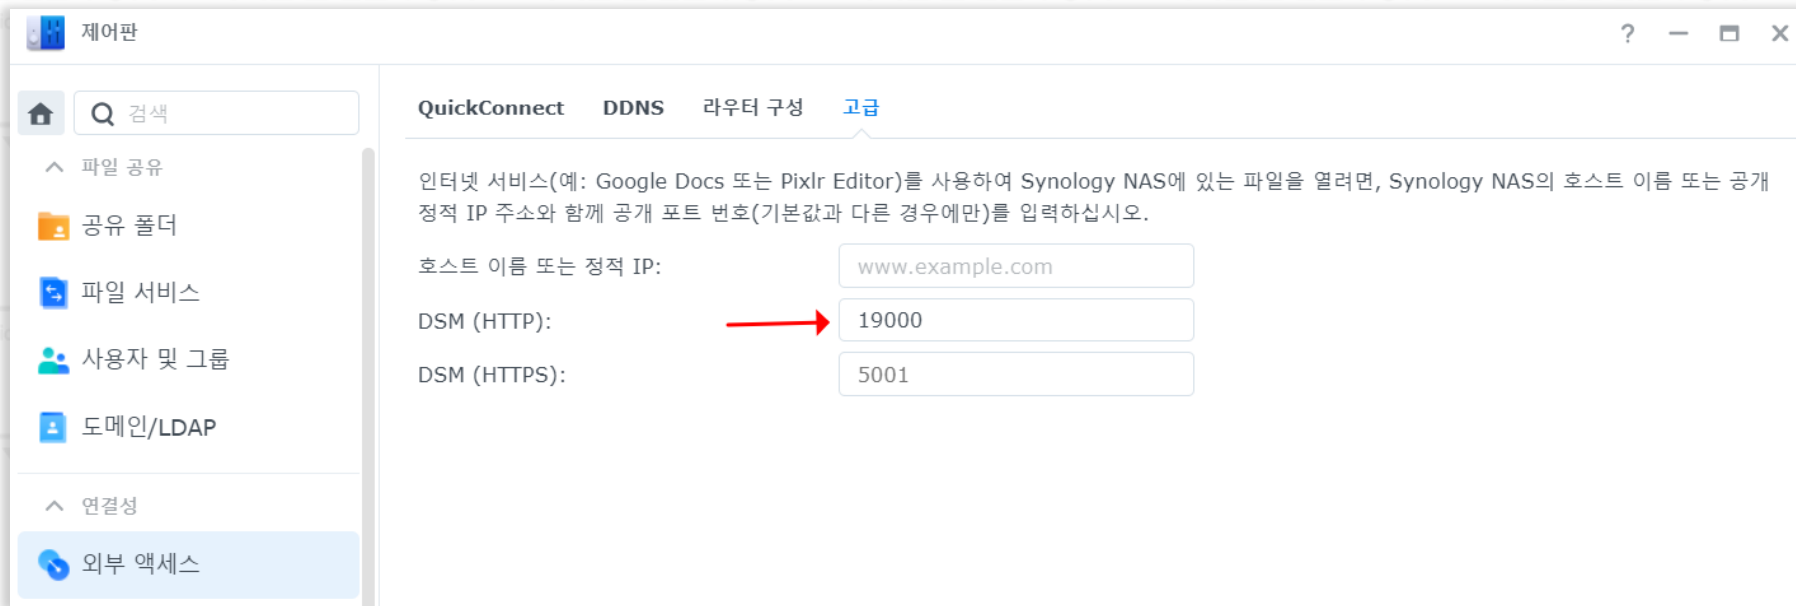 제어판
검색
QuickConnect DDNS 라우터 구성 고급
파일 공유
공유 폴더
파일 서비스
사용자 및 그룹
도메인/LDAP
연결성
외부 액세스
인터넷 서비스(예: Google Docs 또는 Pixlr Editor)를 사용하여 Synology NAS에 있는 파일을 열려면, Synology NAS의 호스트 이름 또는 공개
정적 IP 주소와 함께 공개 포트 번호(기본값과 다른 경우에만)를 입력하십시오.
호스트 이름 또는 정적 IP: www.example.com
DSM (HTTP): 19000
DSM (HTTPS): 5001